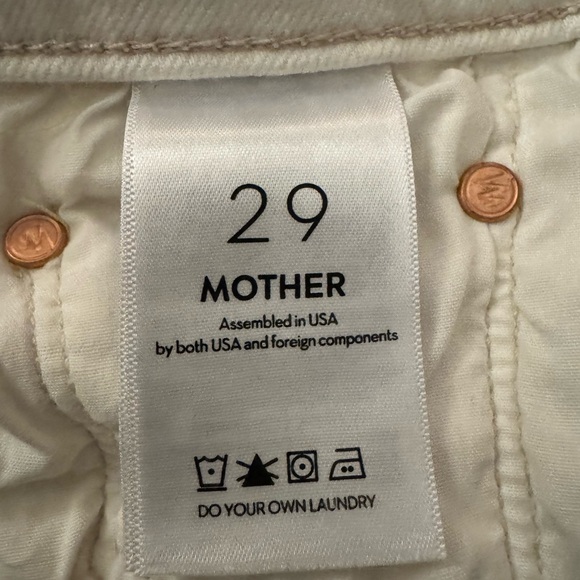 29
MOTHER
Assembled in USA
by both USA and foreign components
DO YOUR OWN LAUNDRY